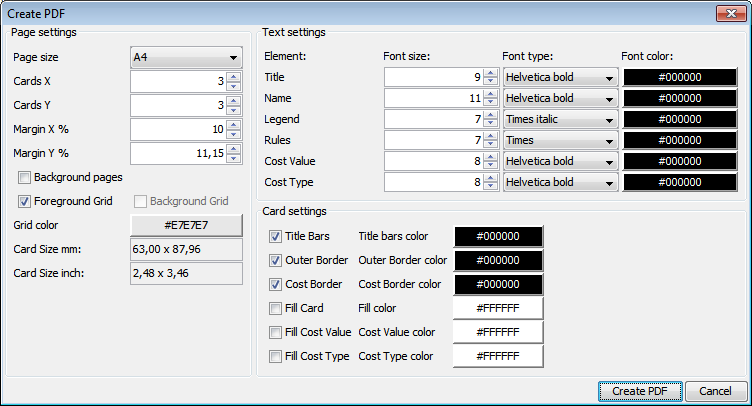 Create PDF
Page settings
Page size A4
Cards X 3
Cards Y 3
Margin X % 10
Margin Y % 11,15
Background pages
Foreground Grid Background Grid
Grid color #E7E7E7
Card Size mm: 63,00 x 87,96
Card Size inch: 2,48 x 3,46
Text settings
Element: Font size: Font type: Font color:
Title 9 Helvetica bold #000000
Name 11 Helvetica bold #000000
Legend 7 Times italic #000000
Rules 7 Times #000000
Cost Value 8 Helvetica bold #000000
Cost Type 8 Helvetica bold #000000
Card settings
Title Bars Title bars color #000000
Outer Border Outer Border color #000000
Cost Border Cost Border color #000000
Fill Card Fill color #FFFFFF
Fill Cost Value Cost Value color #FFFFFF
Fill Cost Type Cost Type color #FFFFFF
Create PDF Cancel